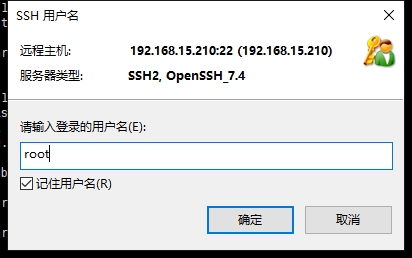 SSH 用户名
远程主机: 192.168.15.210:22 (192.168.15.210)
服务器类型: SSH2, OpenSSH_7.4
请输入登录的用户名(E):
root
记住用户名(R)
确定 取消